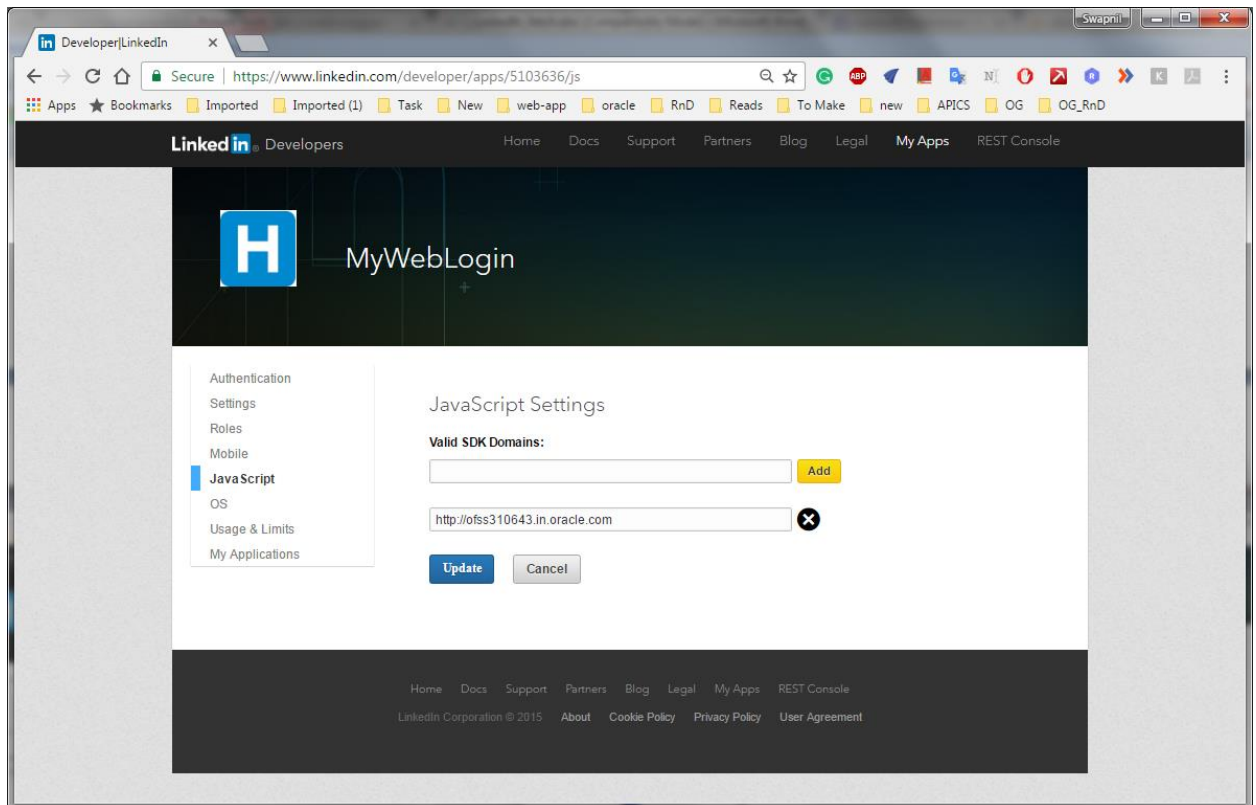 Swapnil
in Developer|LinkedIn
Secure | https://www.linkedin.com/developer/apps/5103636/js
Apps Bookmarks Imported Imported (1) Task New web-app oracle RnD Reads To Make new APICS OG OG_RnD
Linked in ® Developers Home Docs Support Partners Blog Legal My Apps REST Console
H
MyWebLogin
Authentication
Settings
Roles
Mobile
JavaScript
OS
Usage & Limits
My Applications
JavaScript Settings
Valid SDK Domains:
Add
http://ofss310643.in.oracle.com
Update Cancel
Home Docs Support Partners Blog Legal My Apps REST Console
LinkedIn Corporation © 2015 About Cookie Policy Privacy Policy User Agreement